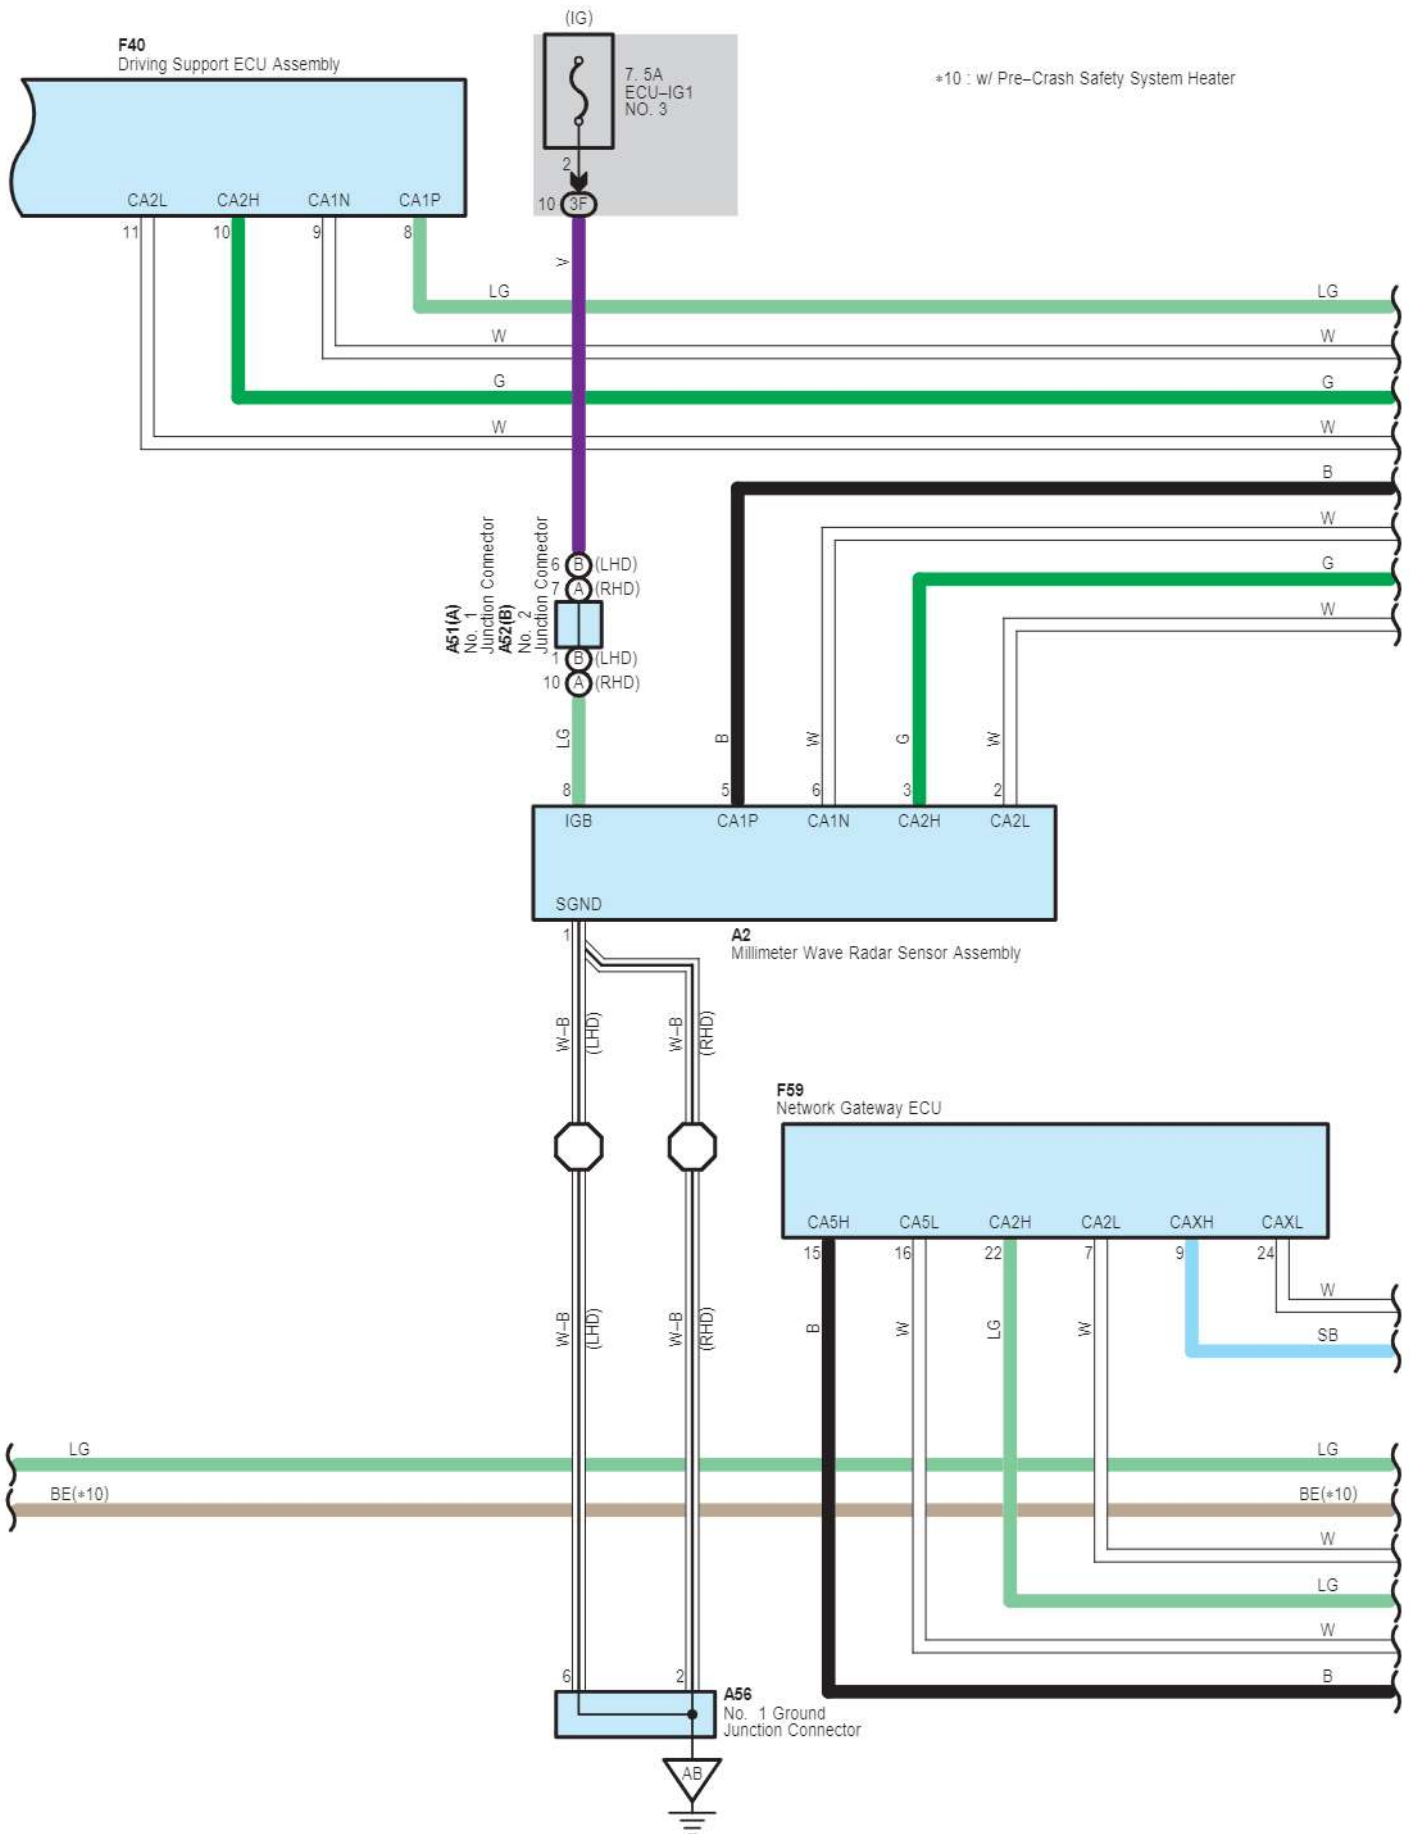 (IG)
F40
Driving Support ECU Assembly
7. 5A
ECU–IG1
NO. 3
∗10 : w/ Pre–Crash Safety System Heater
2
10 3F
CA2L CA2H CA1N CA1P
11 10 9 8
V
LG LG
W W
G G
W W
B
W
G
W
A51(A)
No. 1
Junction Connector
A52(B)
No. 2
Junction Connector
6 B (LHD)
7 A (RHD)
1 B (LHD)
10 A (RHD)
LG B W G W
8 5 6 3 2
IGB CA1P CA1N CA2H CA2L
SGND
1
A2
Millimeter Wave Radar Sensor Assembly
W–B (LHD) W–B (RHD)
F59
Network Gateway ECU
CA5H CA5L CA2H CA2L CAXH CAXL
15 16 22 7 9 24
W
SB
W–B (LHD) W–B (RHD) B W LG W
LG LG
BE(∗10) BE(∗10)
W
LG
W
B
6 2
A56
No. 1 Ground
Junction Connector
AB